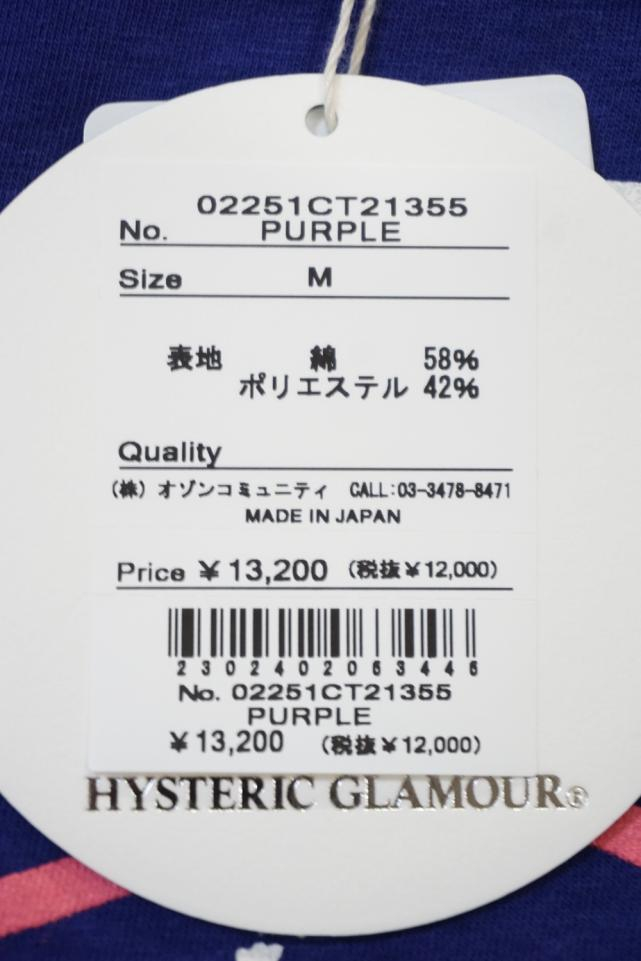 02251CT21355
No. PURPLE
Size M
表地 綿 58%
ポリエステル 42%
Quality
(株) オゾンコミュニティ CALL:03-3478-8471
MADE IN JAPAN
Price ¥13,200 (税抜¥12,000)
2302402063446
No. 02251CT21355
PURPLE
¥13,200 (税抜¥12,000)
HYSTERIC GLAMOUR®